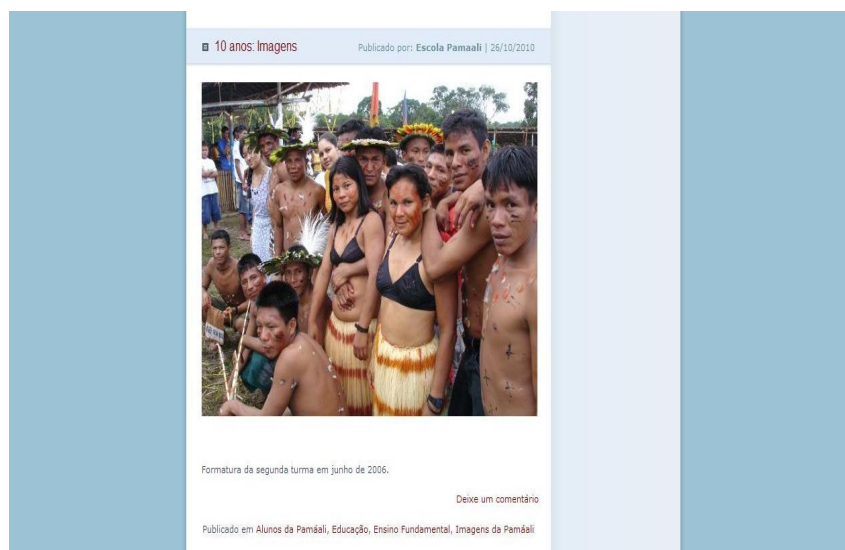 10 anos: Imagens
Publicado por: Escola Pamaali | 26/10/2010
Formatura da segunda turma em junho de 2006.
Deixe um comentário
Publicado em Alunos da Pamáali, Educação, Ensino Fundamental, Imagens da Pamáali